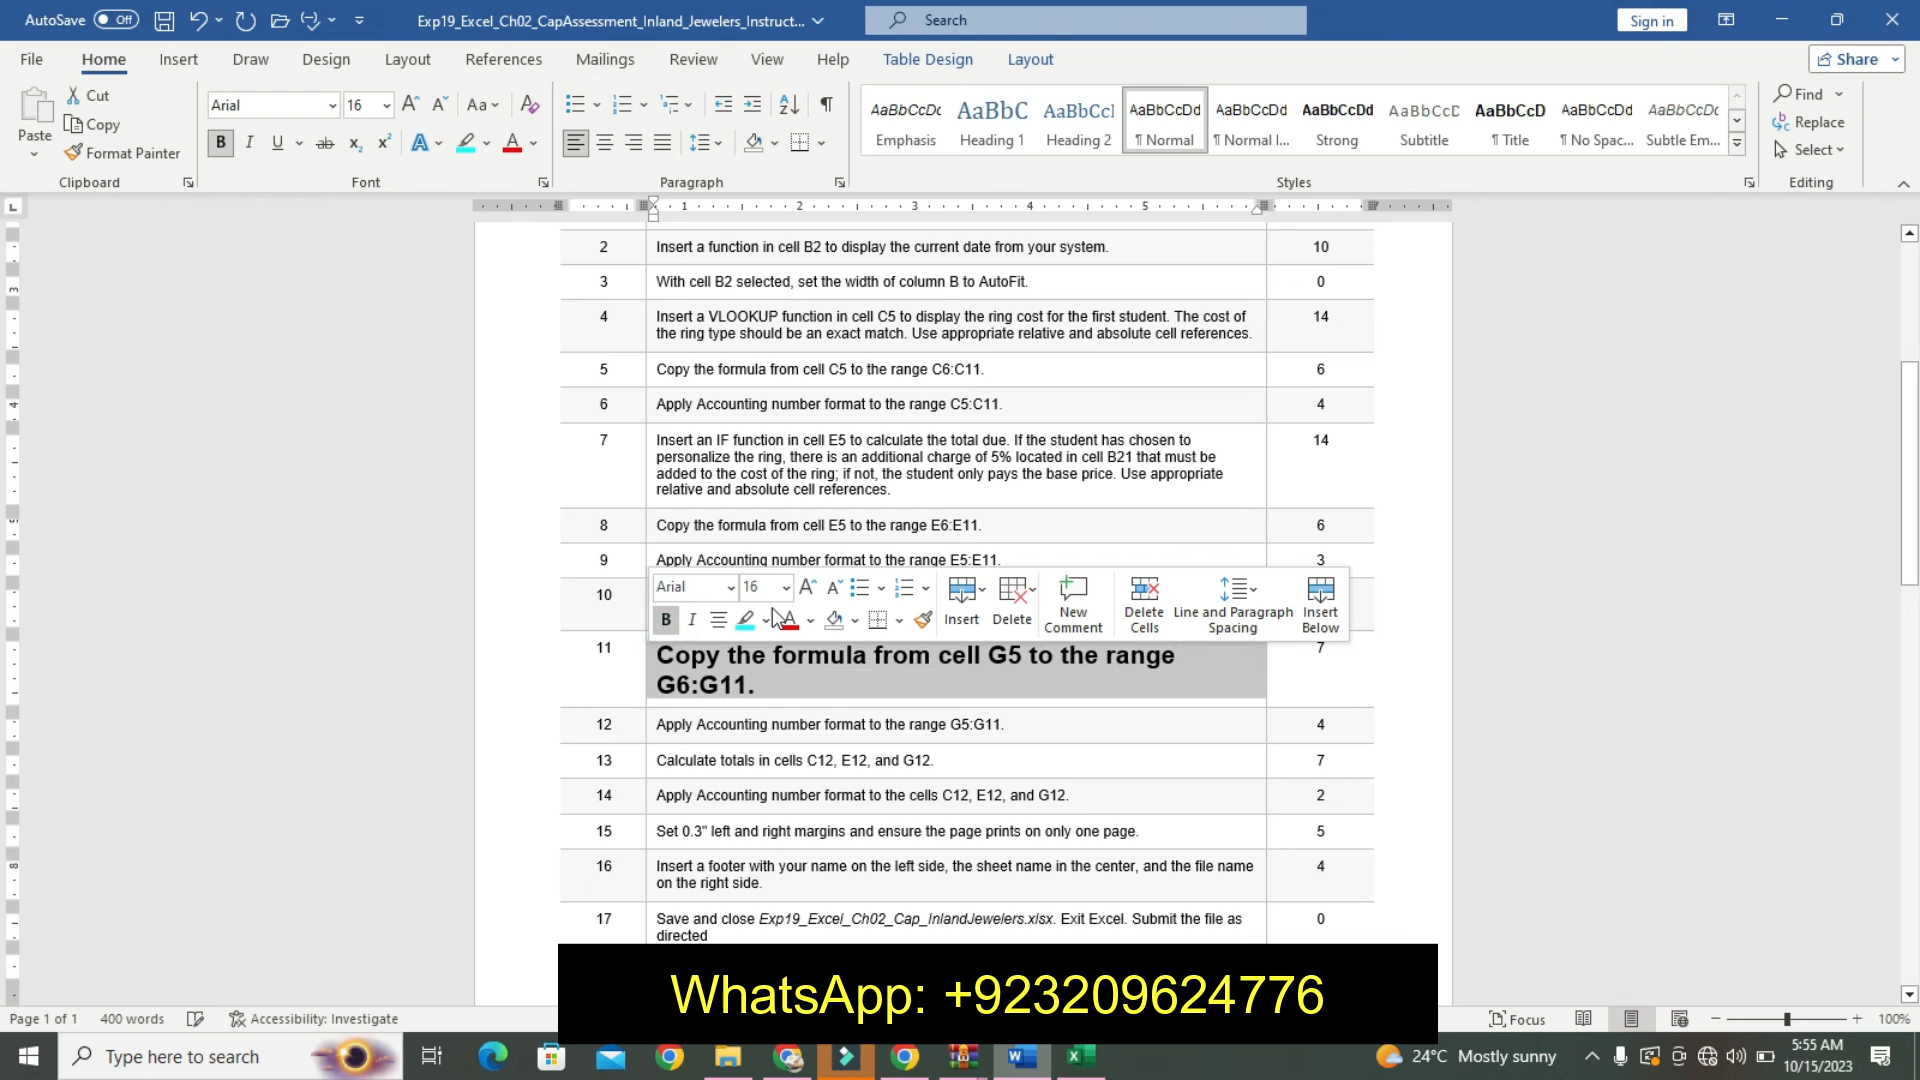 AutoSave Off Exp19_Excel_Ch02_CapAssessment_Inland_Jewelers_Instruct... Search Sign in
File Home Insert Draw Design Layout References Mailings Review View Help Table Design Layout Share
Paste Cut Copy Format Painter Clipboard
Arial 16 Aa Font
Paragraph
AaBbCcDd AaBbC AaBbCcI AaBbCcDd AaBbCcDd AaBbCcDd AaBbCcD AaBbCcD AaBbCcDd AaBbCcDd
Emphasis Heading 1 Heading 2 ¶ Normal ¶ Normal I... Strong Subtitle ¶ Title ¶ No Spac... Subtle Em...
Styles
Find Replace Select Editing
1 2 3 4 5
2 Insert a function in cell B2 to display the current date from your system. 10
3 With cell B2 selected, set the width of column B to AutoFit. 0
4 Insert a VLOOKUP function in cell C5 to display the ring cost for the first student. The cost of 14
the ring type should be an exact match. Use appropriate relative and absolute cell references.
5 Copy the formula from cell C5 to the range C6:C11. 6
6 Apply Accounting number format to the range C5:C11. 4
7 Insert an IF function in cell E5 to calculate the total due. If the student has chosen to 14
personalize the ring, there is an additional charge of 5% located in cell B21 that must be
added to the cost of the ring; if not, the student only pays the base price. Use appropriate
relative and absolute cell references.
8 Copy the formula from cell E5 to the range E6:E11. 6
9 Apply Accounting number format to the range E5:E11. 3
10
Arial 16
Insert Delete New Comment Delete Cells Line and Paragraph Spacing Insert Below
11 Copy the formula from cell G5 to the range 7
G6:G11.
12 Apply Accounting number format to the range G5:G11. 4
13 Calculate totals in cells C12, E12, and G12. 7
14 Apply Accounting number format to the cells C12, E12, and G12. 2
15 Set 0.3" left and right margins and ensure the page prints on only one page. 5
16 Insert a footer with your name on the left side, the sheet name in the center, and the file name 4
on the right side.
17 Save and close Exp19_Excel_Ch02_Cap_InlandJewelers.xlsx. Exit Excel. Submit the file as 0
directed
WhatsApp: +923209624776
Page 1 of 1 400 words Accessibility: Investigate Focus 100%
Type here to search 24°C Mostly sunny 5:55 AM
10/15/2023